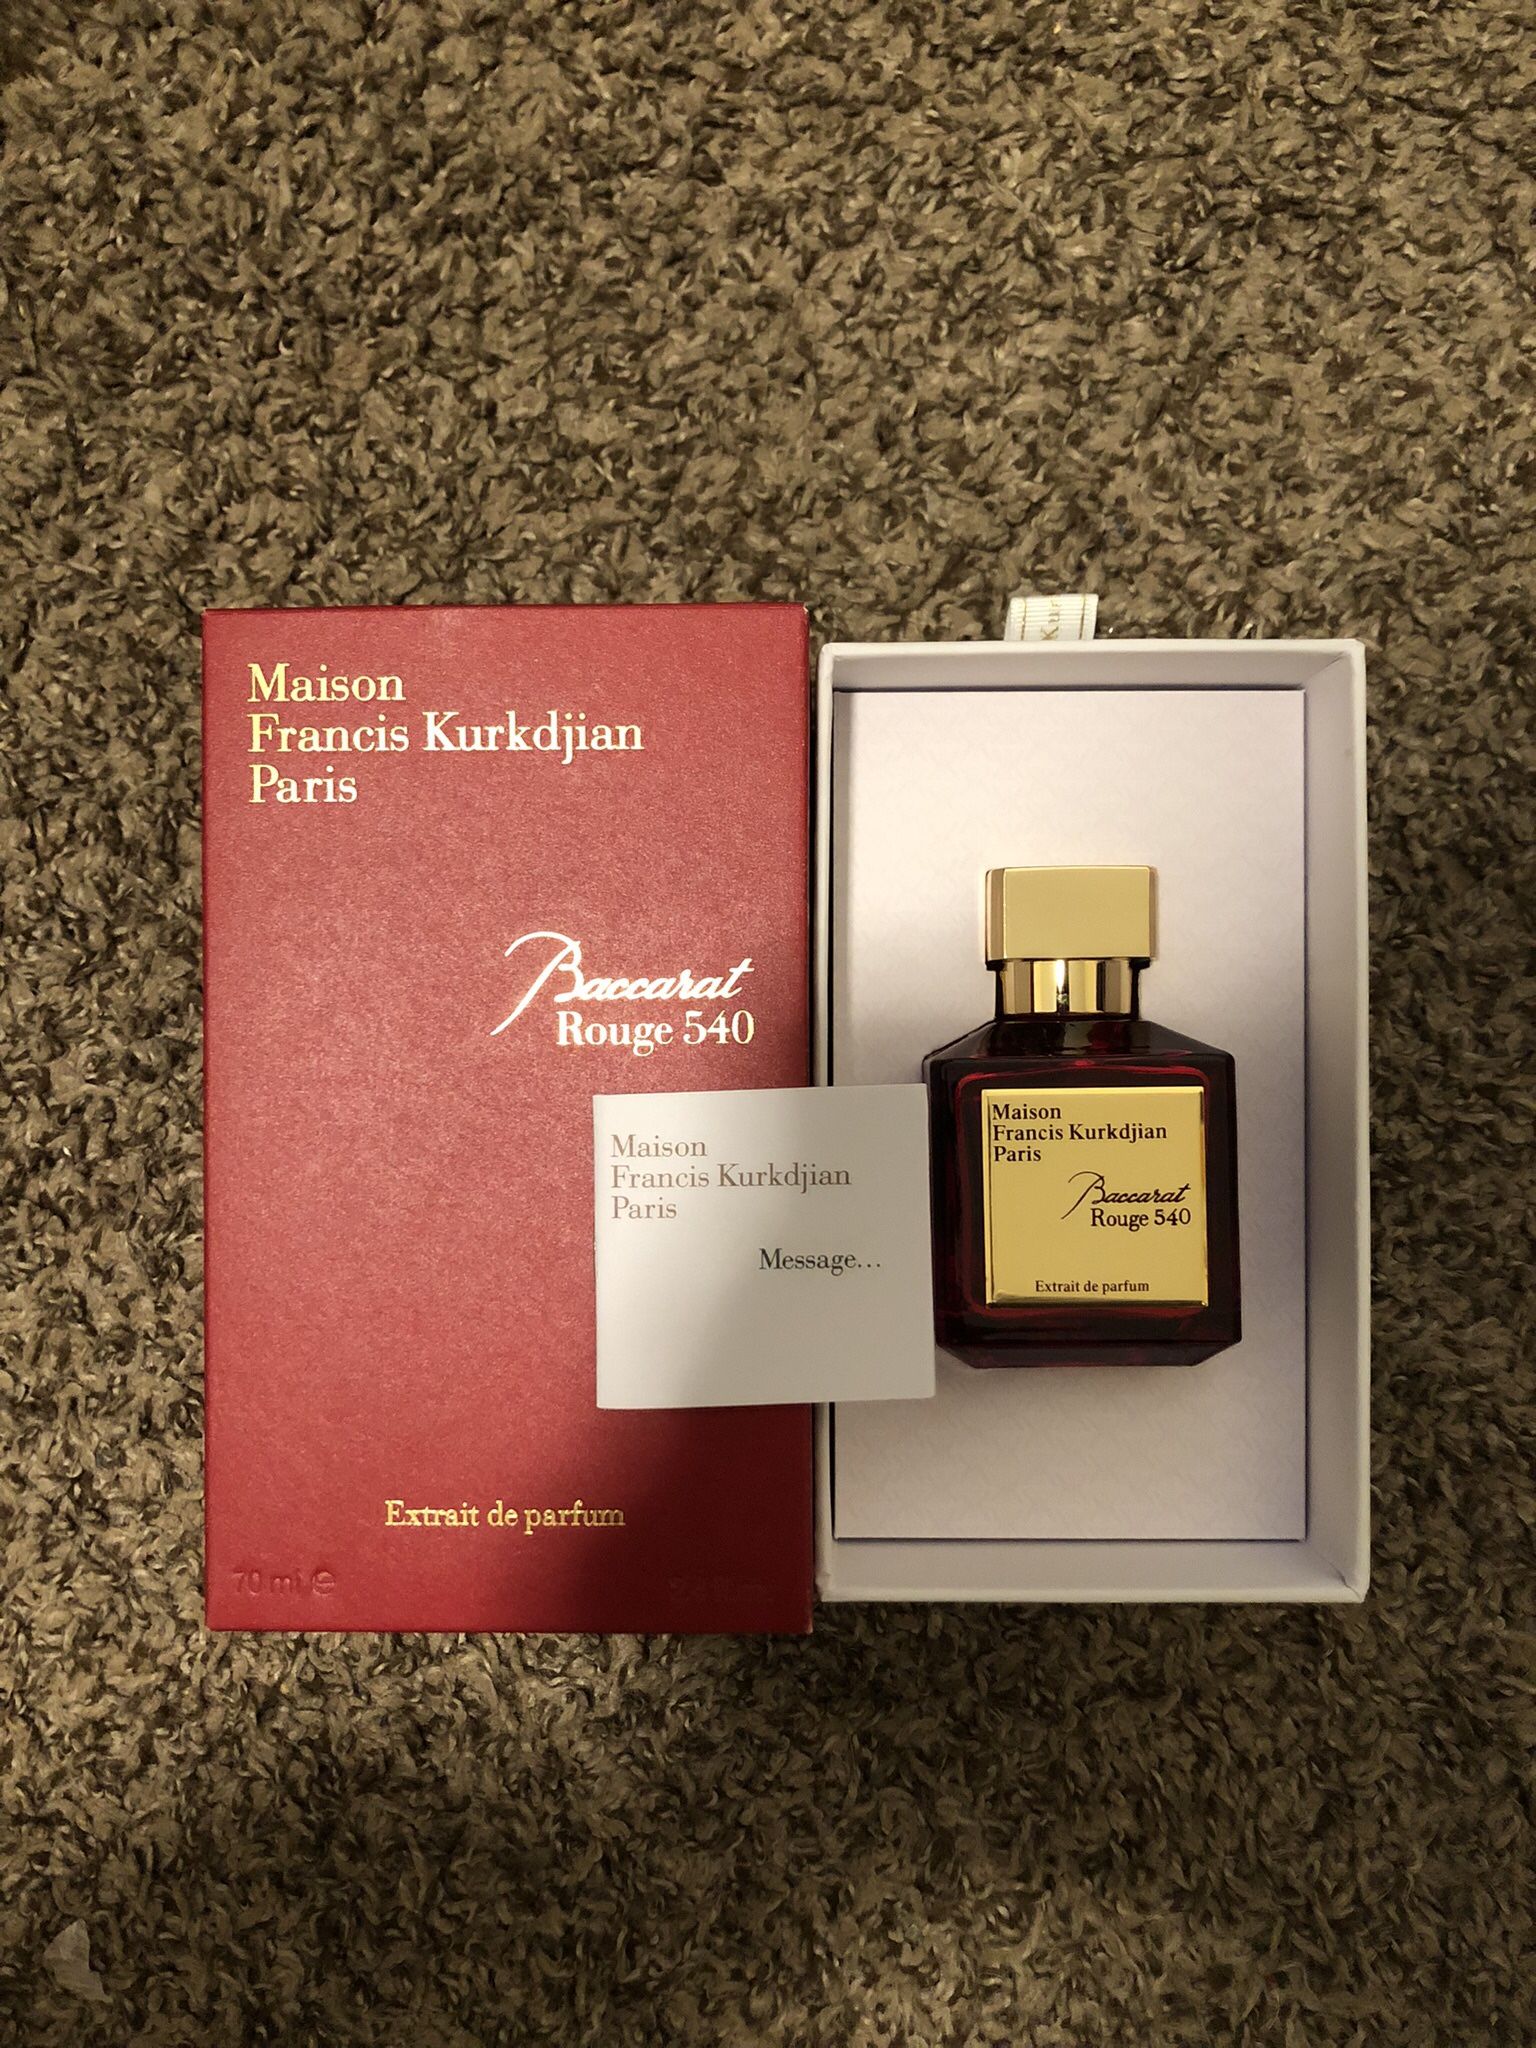 Maison
Francis Kurkdjian
Paris
Baccarat
Rouge 540
Extrait de parfum
70 ml ℮
Maison
Francis Kurkdjian
Paris
Message...
Maison
Francis Kurkdjian
Paris
Baccarat
Rouge 540
Extrait de parfum